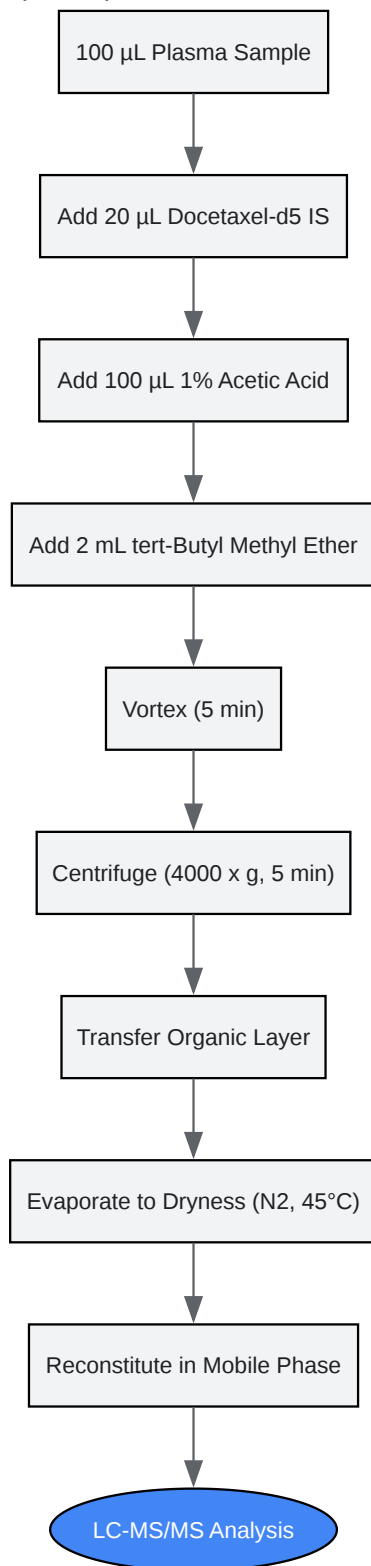 100 µL Plasma Sample
Add 20 µL Docetaxel-d5 IS
Add 100 µL 1% Acetic Acid
Add 2 mL tert-Butyl Methyl Ether
Vortex (5 min)
Centrifuge (4000 x g, 5 min)
Transfer Organic Layer
Evaporate to Dryness (N2, 45°C)
Reconstitute in Mobile Phase
LC-MS/MS Analysis